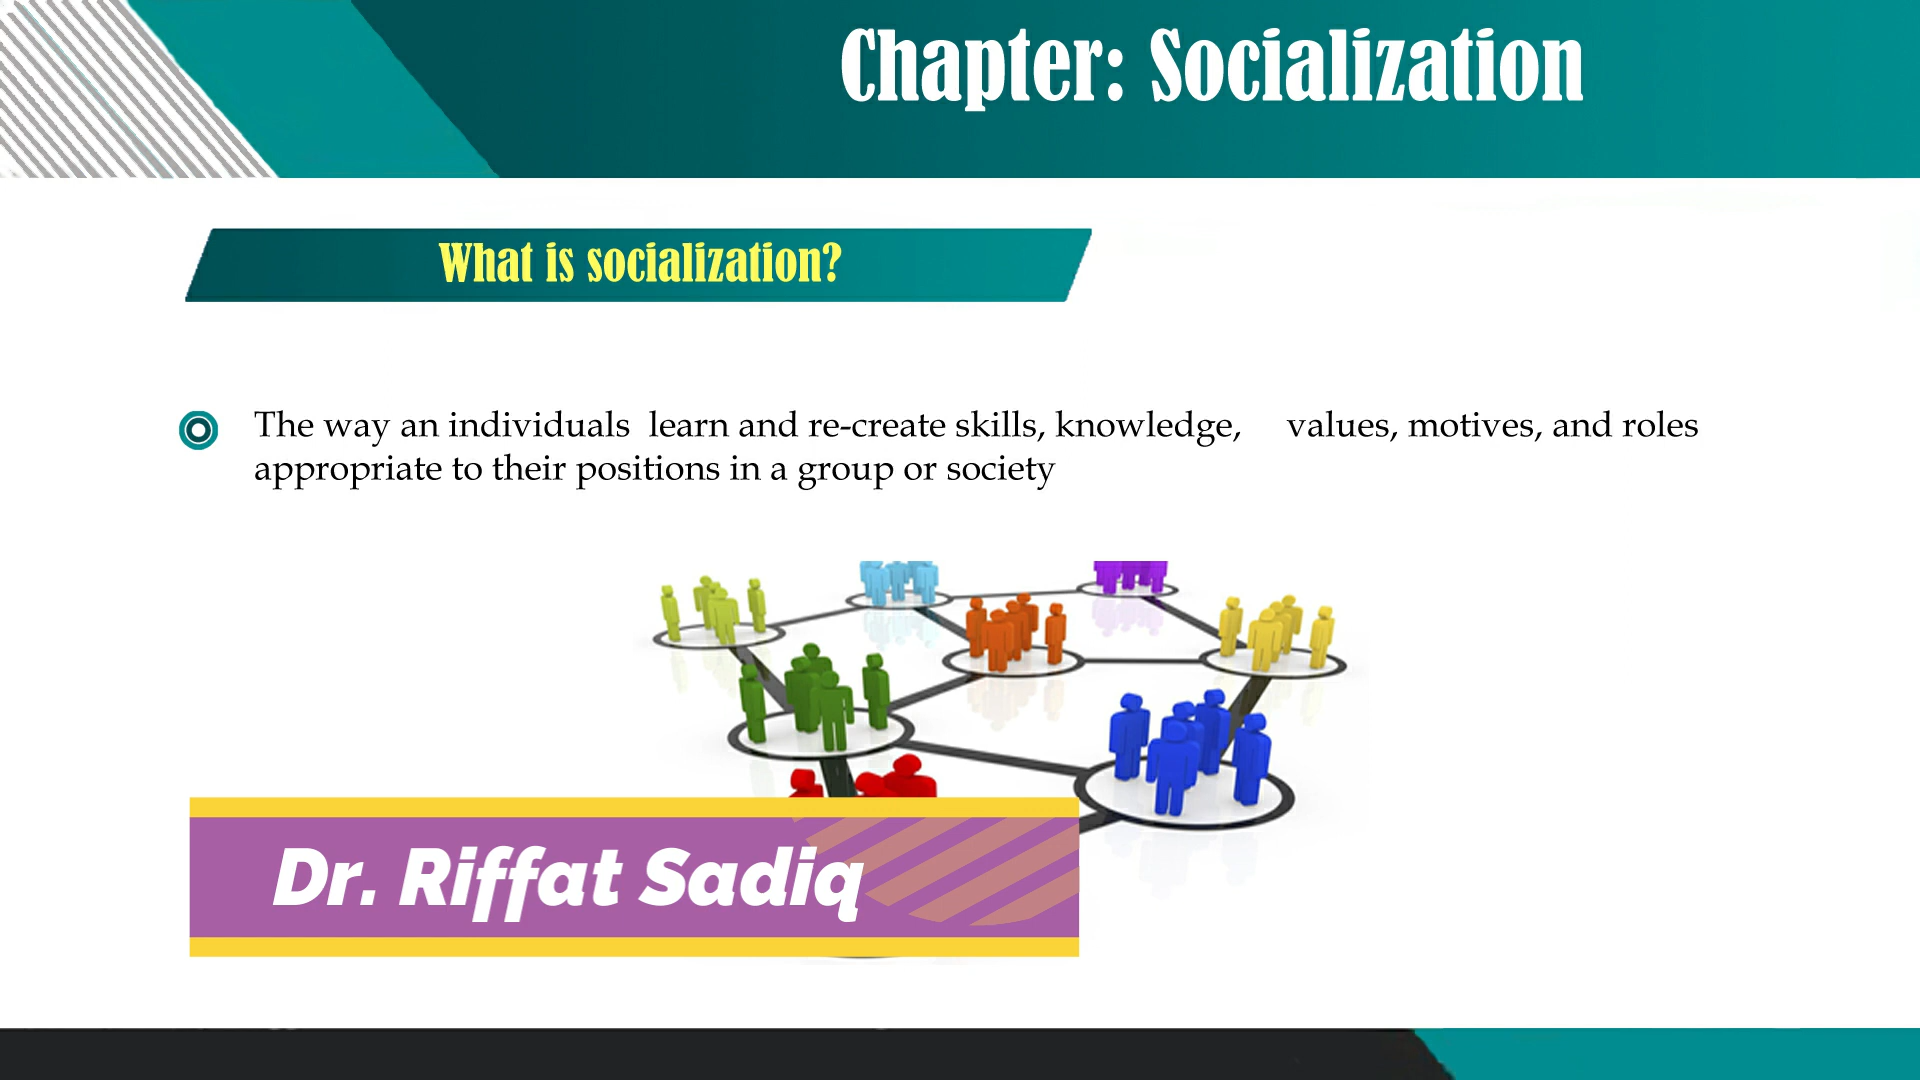 Chapter: Socialization
What is socialization?
The way an individuals learn and re-create skills, knowledge, values, motives, and roles
appropriate to their positions in a group or society
Dr. Riffat Sadiq